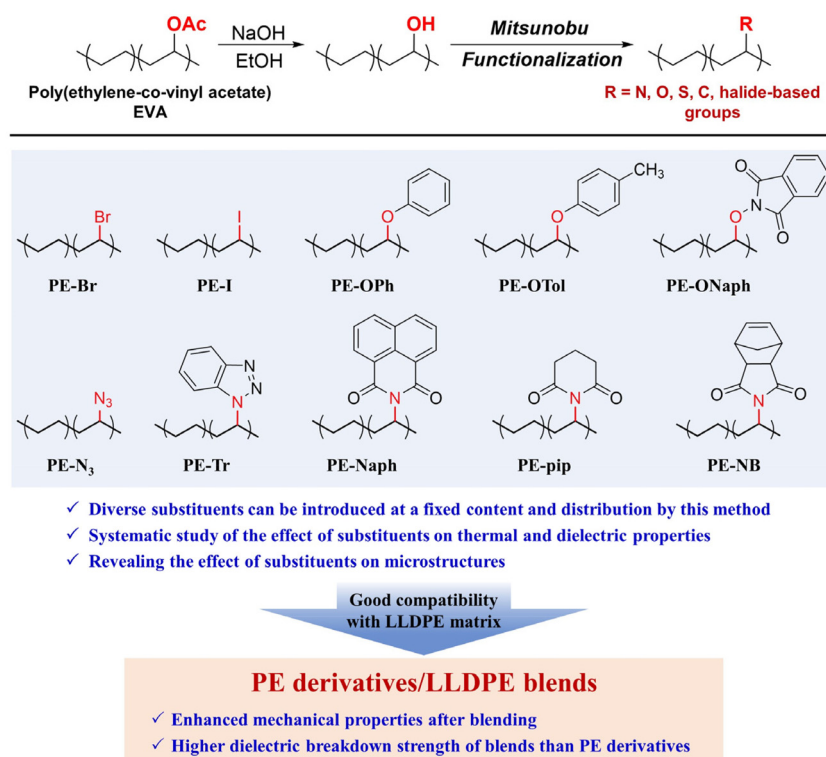 OAc
NaOH
EtOH
OH
Mitsunobu
Functionalization
R
Poly(ethylene-co-vinyl acetate)
EVA
R = N, O, S, C, halide-based
groups
Br
I
O
O
CH₃
O
N
O
O
PE-Br
PE-I
PE-OPh
PE-OTol
PE-ONaph
N₃
N
N
N
O
N
O
O
N
O
O
N
O
PE-N₃
PE-Tr
PE-Naph
PE-pip
PE-NB
✓ Diverse substituents can be introduced at a fixed content and distribution by this method
✓ Systematic study of the effect of substituents on thermal and dielectric properties
✓ Revealing the effect of substituents on microstructures
Good compatibility
with LLDPE matrix
PE derivatives/LLDPE blends
✓ Enhanced mechanical properties after blending
✓ Higher dielectric breakdown strength of blends than PE derivatives